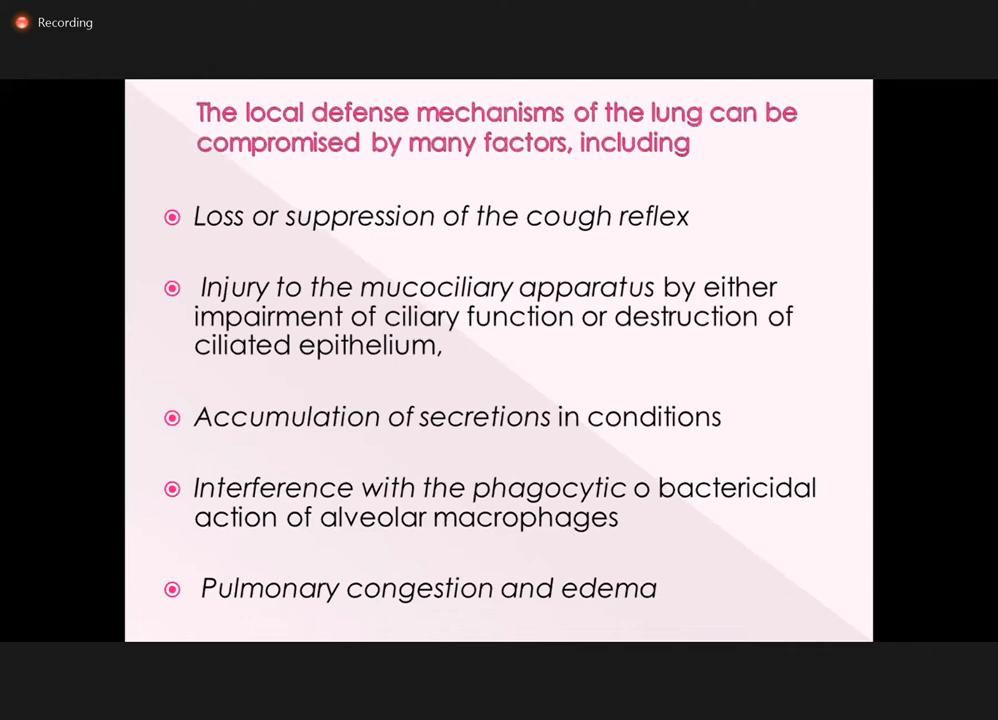 Recording
The local defense mechanisms of the lung can be
compromised by many factors, including
Loss or suppression of the cough reflex
Injury to the mucociliary apparatus by either
impairment of ciliary function or destruction of
ciliated epithelium,
Accumulation of secretions in conditions
Interference with the phagocytic o bactericidal
action of alveolar macrophages
Pulmonary congestion and edema